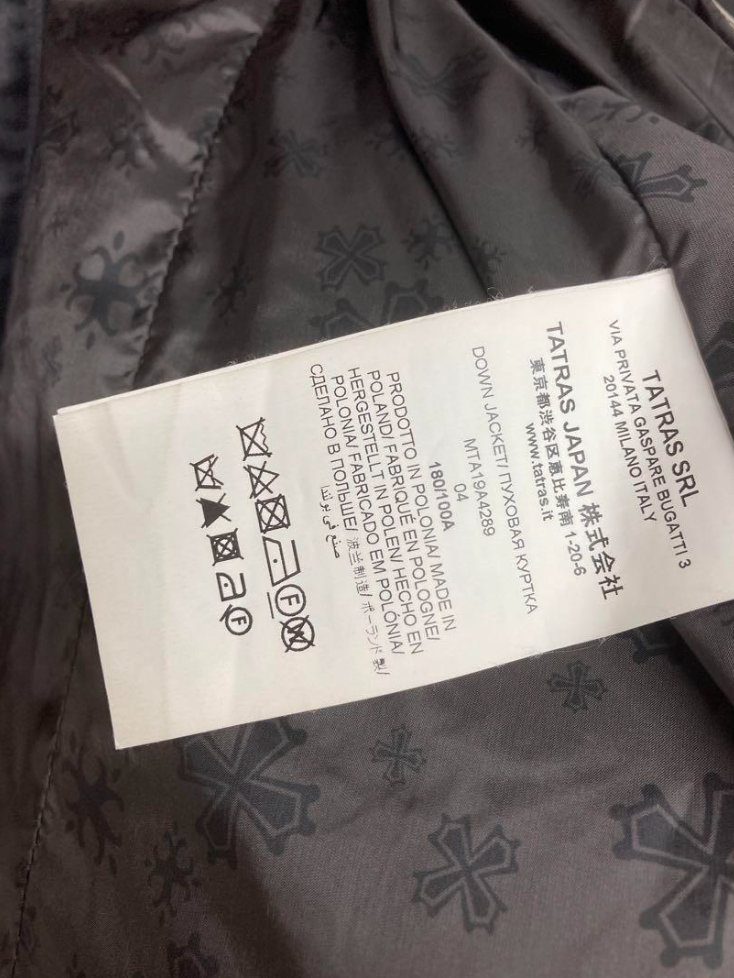 TATRAS SRL
VIA PRIVATA GASPARE BUGATTI 3
20144 MILANO ITALY
TATRAS JAPAN 株式会社
東京都渋谷区恵比寿南 1-20-6
www.tatras.it
DOWN JACKET/ ПУХОВАЯ КУРТКА
MTA19A4289
04
180/100A
PRODOTTO IN POLONIA/ MADE IN
POLAND/ FABRIQUÉ EN POLOGNE/
HERGESTELLT IN POLEN/ HECHO EN
POLONIA/ FABRICADO EM POLÓNIA/
СДЕЛАНО В ПОЛЬШЕ/ 波兰制造/ ポーランド製/
صنع في بولندا
F
F